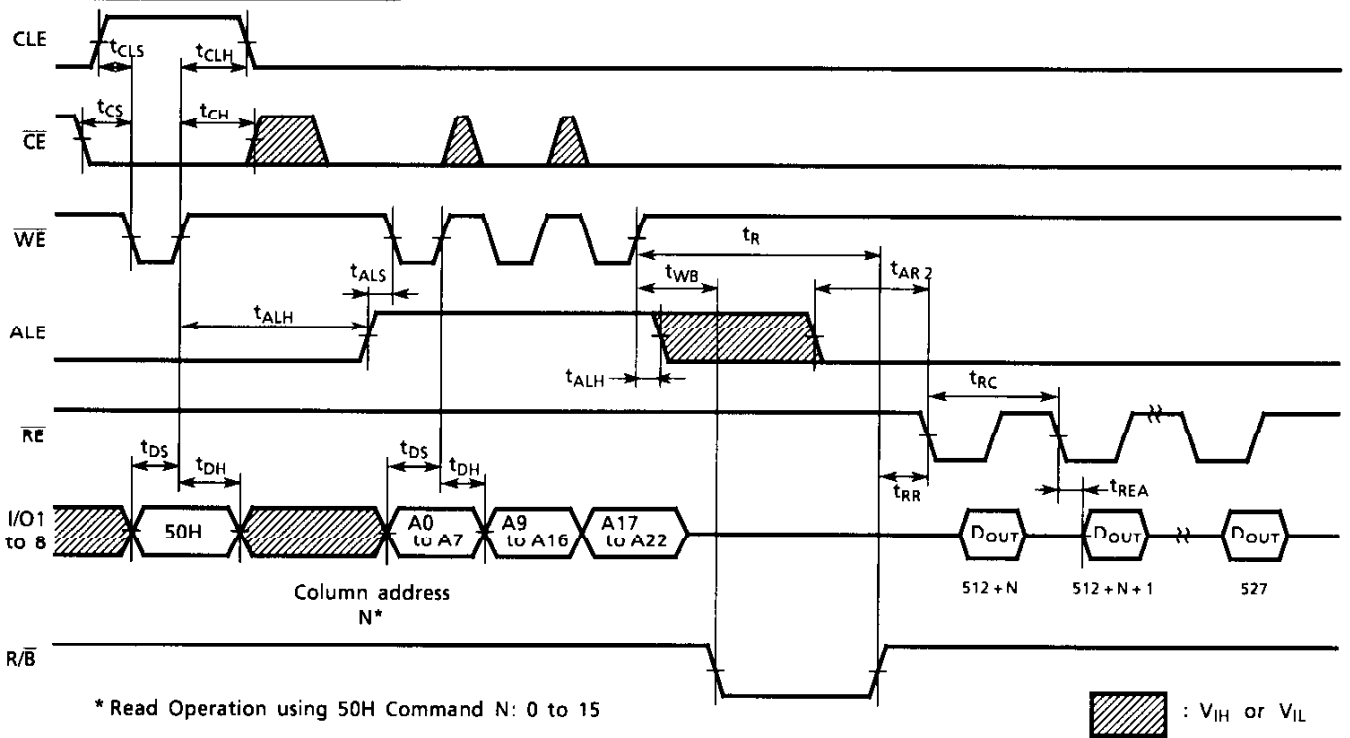 CLE
tCLS
tCLH
CE
tCS
tCH
WE
tR
tALS
tWB
tAR2
ALE
tALH
tALH
tRC
RE
tDS
tDH
tDS
tDH
tRR
tREA
I/O1
to 8
50H
A0
to A7
A9
to A16
A17
to A22
DOUT
DOUT
DOUT
512 + N
512 + N + 1
527
Column address
N*
R/B
* Read Operation using 50H Command N: 0 to 15
: VIH or VIL